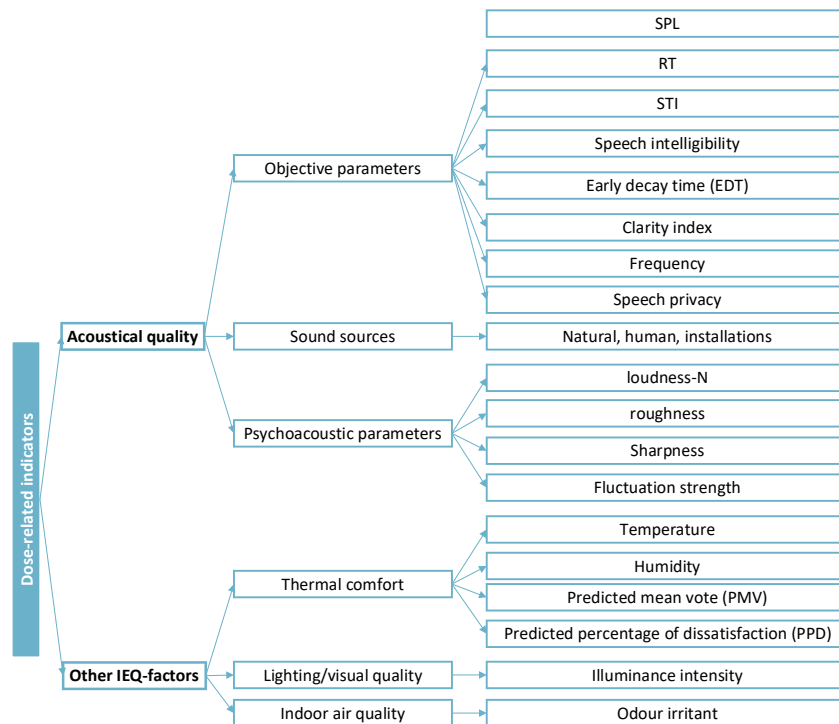 Dose-related indicators
Acoustical quality
Objective parameters
SPL
RT
STI
Speech intelligibility
Early decay time (EDT)
Clarity index
Frequency
Speech privacy
Sound sources
Natural, human, installations
Psychoacoustic parameters
loudness-N
roughness
Sharpness
Fluctuation strength
Other IEQ-factors
Thermal comfort
Temperature
Humidity
Predicted mean vote (PMV)
Predicted percentage of dissatisfaction (PPD)
Lighting/visual quality
Illuminance intensity
Indoor air quality
Odour irritant